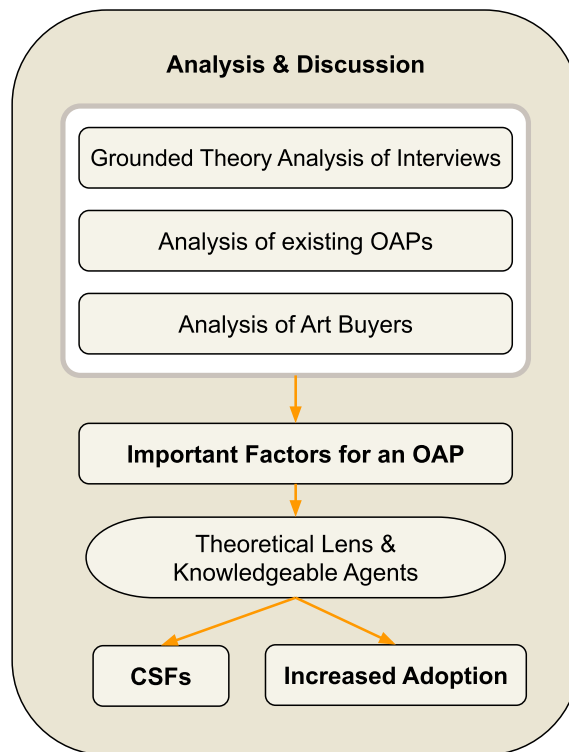 Analysis & Discussion
Grounded Theory Analysis of Interviews
Analysis of existing OAPs
Analysis of Art Buyers
Important Factors for an OAP
Theoretical Lens &
Knowledgeable Agents
CSFs
Increased Adoption